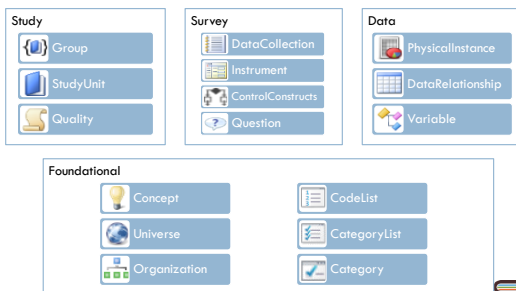 Study
Group
StudyUnit
Quality
Survey
DataCollection
Instrument
ControlConstructs
Question
Data
PhysicalInstance
DataRelationship
Variable
Foundational
Concept
Universe
Organization
CodeList
CategoryList
Category